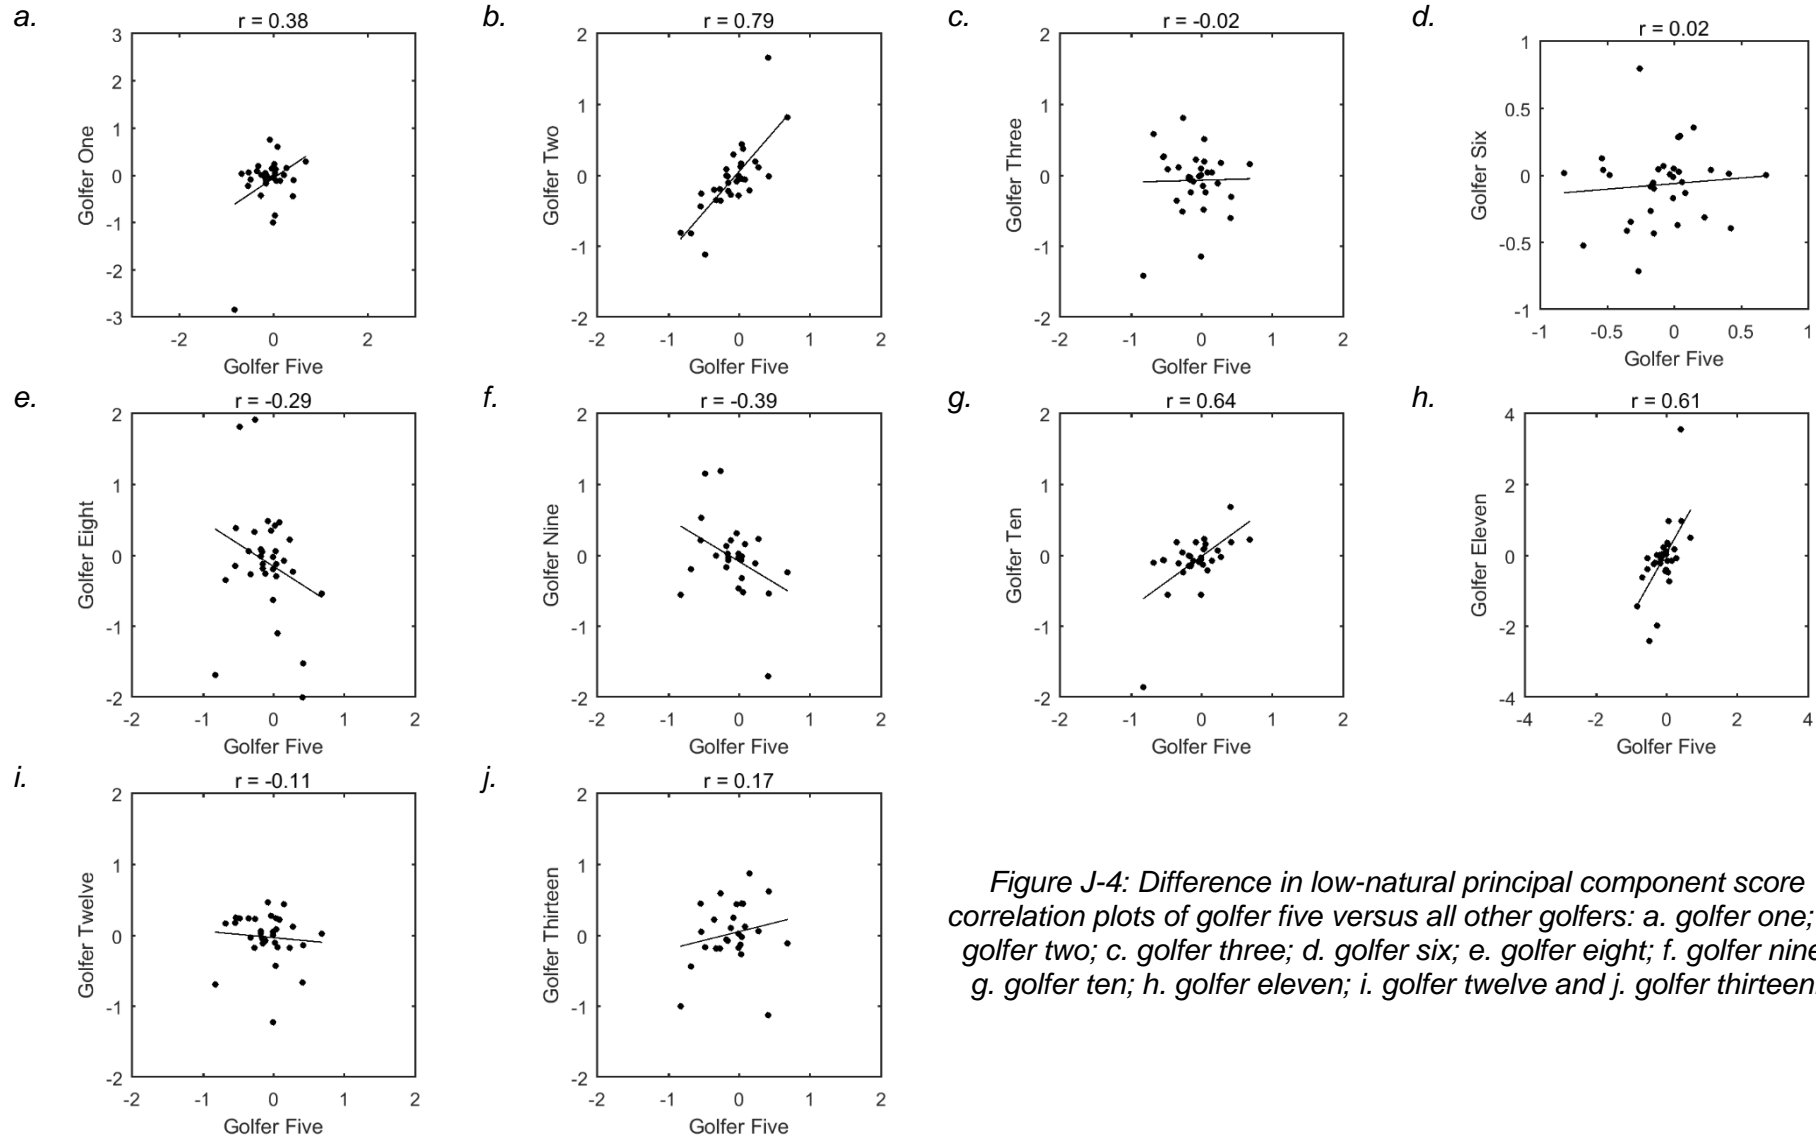 a.
r = 0.38
3
2
1
0
-1
-2
-3
-2
0
2
Golfer One
Golfer Five
b.
r = 0.79
2
1
0
-1
-2
-2
-1
0
1
2
Golfer Two
Golfer Five
c.
r = -0.02
2
1
0
-1
-2
-2
-1
0
1
2
Golfer Three
Golfer Five
d.
r = 0.02
1
0.5
0
-0.5
-1
-1
-0.5
0
0.5
1
Golfer Six
Golfer Five
e.
r = -0.29
2
1
0
-1
-2
-2
-1
0
1
2
Golfer Eight
Golfer Five
f.
r = -0.39
2
1
0
-1
-2
-2
-1
0
1
2
Golfer Nine
Golfer Five
g.
r = 0.64
2
1
0
-1
-2
-2
-1
0
1
2
Golfer Ten
Golfer Five
h.
r = 0.61
4
2
0
-2
-4
-4
-2
0
2
4
Golfer Eleven
Golfer Five
i.
r = -0.11
2
1
0
-1
-2
-2
-1
0
1
2
Golfer Twelve
Golfer Five
j.
r = 0.17
2
1
0
-1
-2
-2
-1
0
1
2
Golfer Thirteen
Golfer Five
Figure J-4: Difference in low-natural principal component score
correlation plots of golfer five versus all other golfers: a. golfer one;
golfer two; c. golfer three; d. golfer six; e. golfer eight; f. golfer nine
g. golfer ten; h. golfer eleven; i. golfer twelve and j. golfer thirteen.